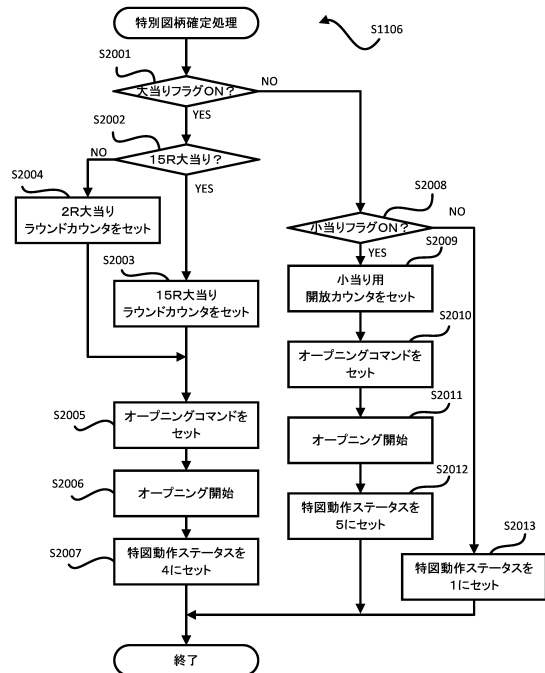 特別図柄確定処理
S1106
S2001
大当りフラグON？
NO
YES
S2002
15R大当り？
NO
YES
S2004
2R大当り
ラウンドカウンタをセット
S2003
15R大当り
ラウンドカウンタをセット
S2005
オープニングコマンドを
セット
S2006
オープニング開始
S2007
特図動作ステータスを
4にセット
S2008
小当りフラグON？
NO
YES
S2009
小当り用
開放カウンタをセット
S2010
オープニングコマンドを
セット
S2011
オープニング開始
S2012
特図動作ステータスを
5にセット
S2013
特図動作ステータスを
1にセット
終了